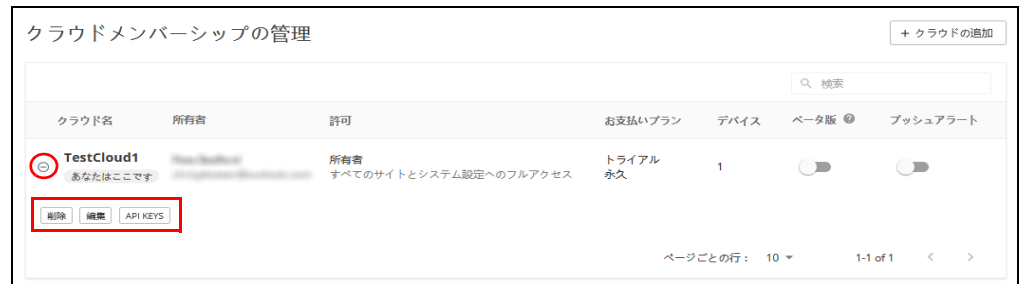 クラウドメンバーシップの管理
+ クラウドの追加
検索
クラウド名 所有者 許可 お支払いプラン デバイス ベータ版 ? プッシュアラート
TestCloud1 所有者 トライアル 1
あなたはここです すべてのサイトとシステム設定へのフルアクセス 永久
削除 編集 API KEYS
ページごとの行： 10 1-1 of 1 < >